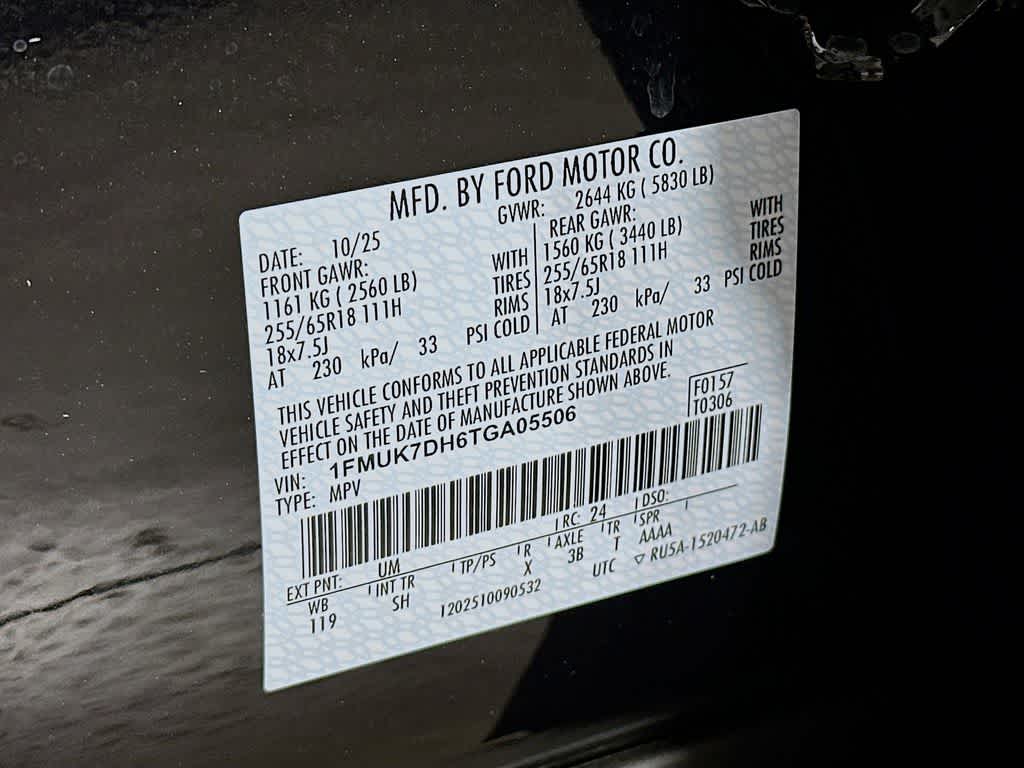 MFD. BY FORD MOTOR CO.
DATE: 10/25 GVWR: 2644 KG ( 5830 LB)
FRONT GAWR: REAR GAWR:
1161 KG ( 2560 LB) WITH 1560 KG ( 3440 LB) WITH
255/65R18 111H TIRES 255/65R18 111H TIRES
18x7.5J RIMS 18x7.5J RIMS
AT 230 kPa/ 33 PSI COLD AT 230 kPa/ 33 PSI COLD
THIS VEHICLE CONFORMS TO ALL APPLICABLE FEDERAL MOTOR
VEHICLE SAFETY AND THEFT PREVENTION STANDARDS IN
EFFECT ON THE DATE OF MANUFACTURE SHOWN ABOVE.
F0157
T0306
VIN: 1FMUK7DH6TGA05506
TYPE: MPV
EXT PNT: UM RC: 24 DSO:
WB INT TR TP/PS R AXLE TR SPR
119 SH X 3B T AAAA
1202510090532 UTC ▽ RU5A-1520472-AB